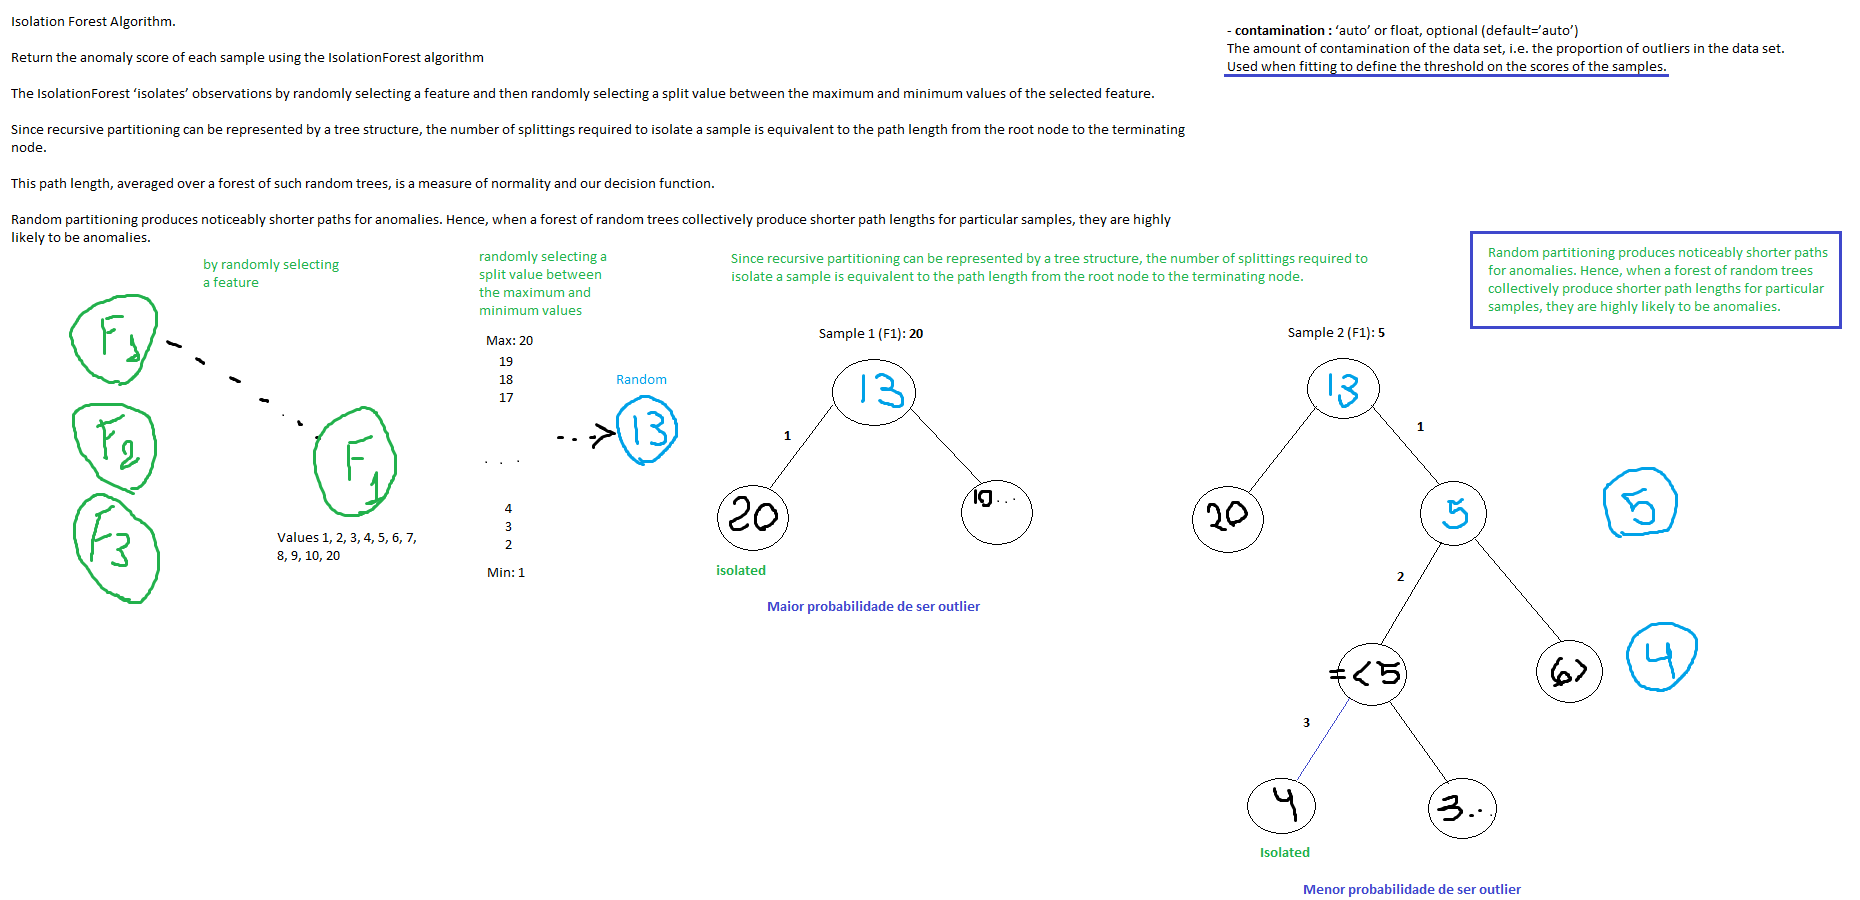 Isolation Forest Algorithm.
Return the anomaly score of each sample using the IsolationForest algorithm
The IsolationForest ‘isolates’ observations by randomly selecting a feature and then randomly selecting a split value between the maximum and minimum values of the selected feature.
Since recursive partitioning can be represented by a tree structure, the number of splittings required to isolate a sample is equivalent to the path length from the root node to the terminating
node.
This path length, averaged over a forest of such random trees, is a measure of normality and our decision function.
Random partitioning produces noticeably shorter paths for anomalies. Hence, when a forest of random trees collectively produce shorter path lengths for particular samples, they are highly
likely to be anomalies.
- contamination : ‘auto’ or float, optional (default=’auto’)
The amount of contamination of the data set, i.e. the proportion of outliers in the data set.
Used when fitting to define the threshold on the scores of the samples.
by randomly selecting
a feature
F1
F2
F3
F1
Values 1, 2, 3, 4, 5, 6, 7,
8, 9, 10, 20
randomly selecting a
split value between
the maximum and
minimum values
Max: 20
19
18
17
. . .
4
3
2
Min: 1
Random
13
Since recursive partitioning can be represented by a tree structure, the number of splittings required to
isolate a sample is equivalent to the path length from the root node to the terminating node.
Sample 1 (F1): 20
13
1
20
10...
isolated
Maior probabilidade de ser outlier
Sample 2 (F1): 5
13
1
20
5
2
=<5
6>
3
4
3...
Isolated
Menor probabilidade de ser outlier
Random partitioning produces noticeably shorter paths
for anomalies. Hence, when a forest of random trees
collectively produce shorter path lengths for particular
samples, they are highly likely to be anomalies.
5
4